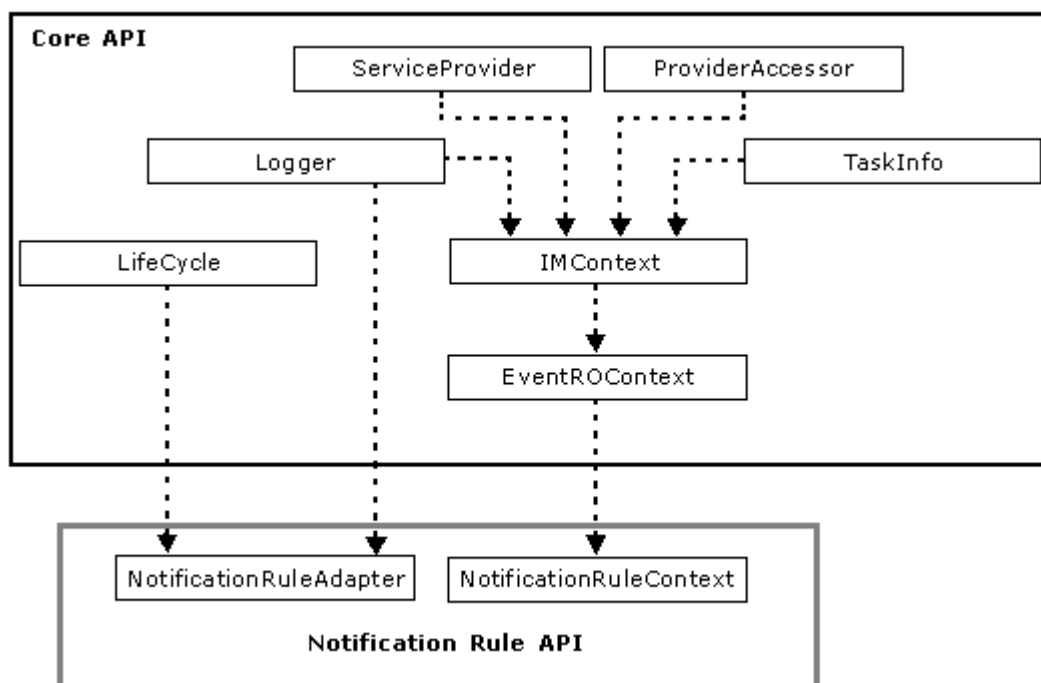 Core API
ServiceProvider
ProviderAccessor
Logger
TaskInfo
LifeCycle
IMContext
EventROContext
NotificationRuleAdapter
NotificationRuleContext
Notification Rule API